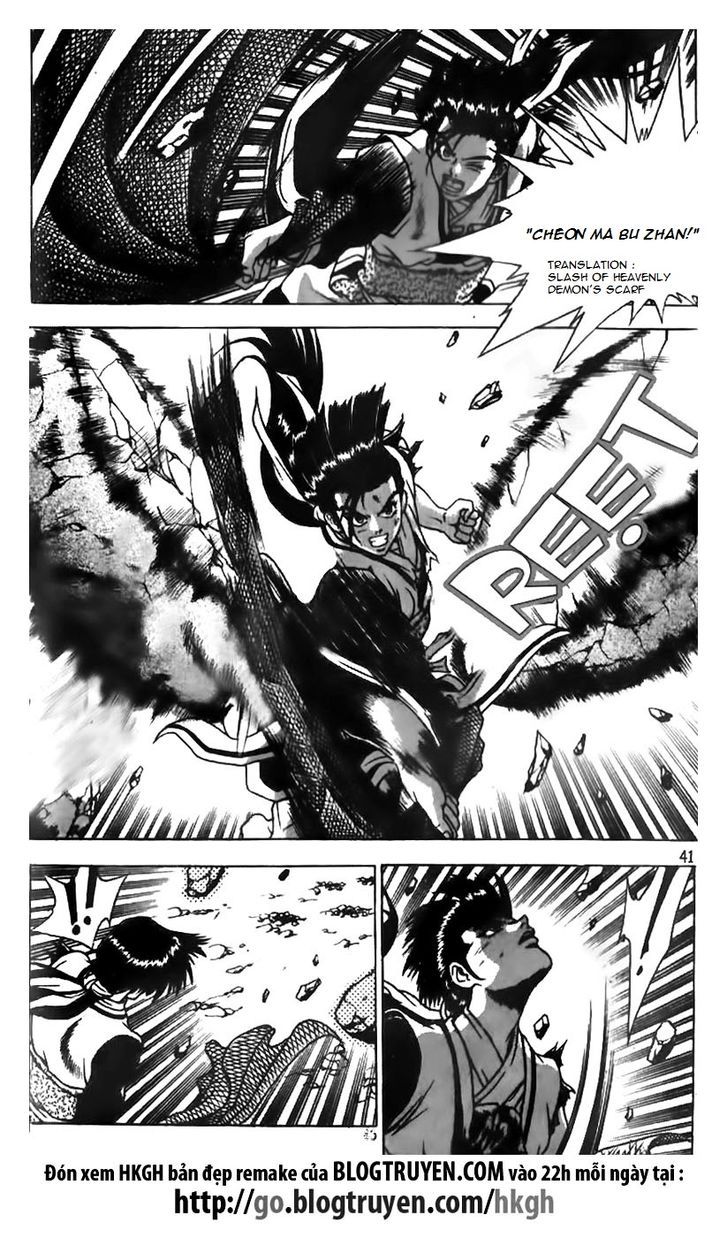 "CHEON MA BU ZHAN!"
TRANSLATION :
SLASH OF HEAVENLY
DEMON'S SCARF
REET
41
!!
!!
Đón xem HKGH bản đẹp remake của BLOGTRUYEN.COM vào 22h mỗi ngày tại :
http://go.blogtruyen.com/hkgh